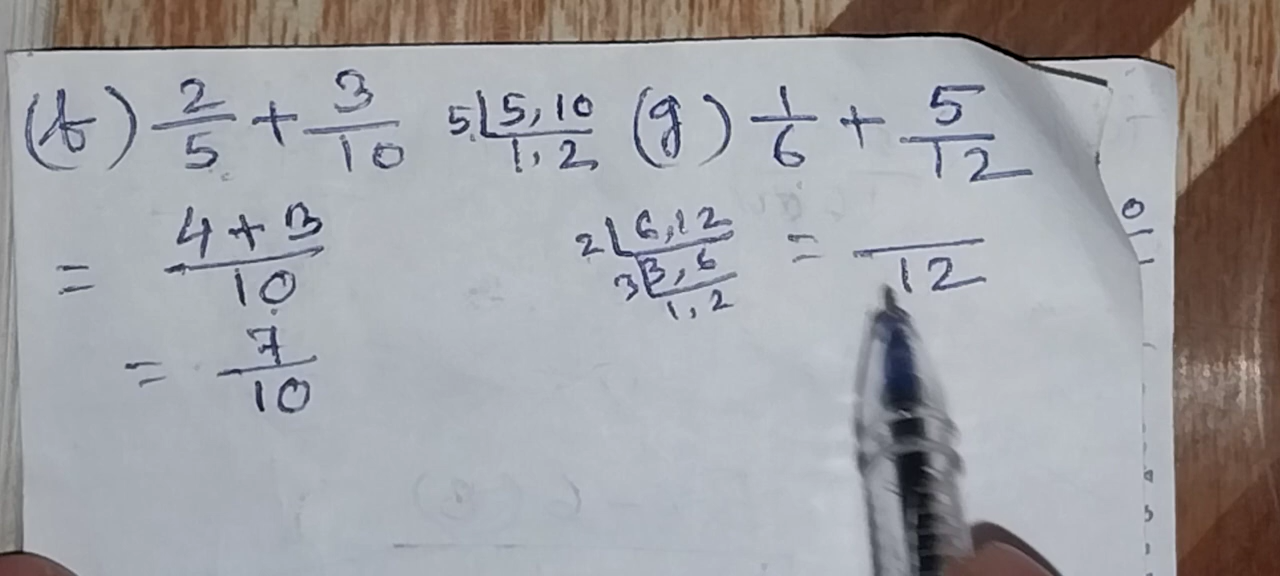 (f) 2/5 + 3/10
5 | 5, 10
1, 2
= 4 + 3 / 10
= 7/10
(g) 1/6 + 5/12
2 | 6, 12
3 | 3, 6
1, 2
= /12
0